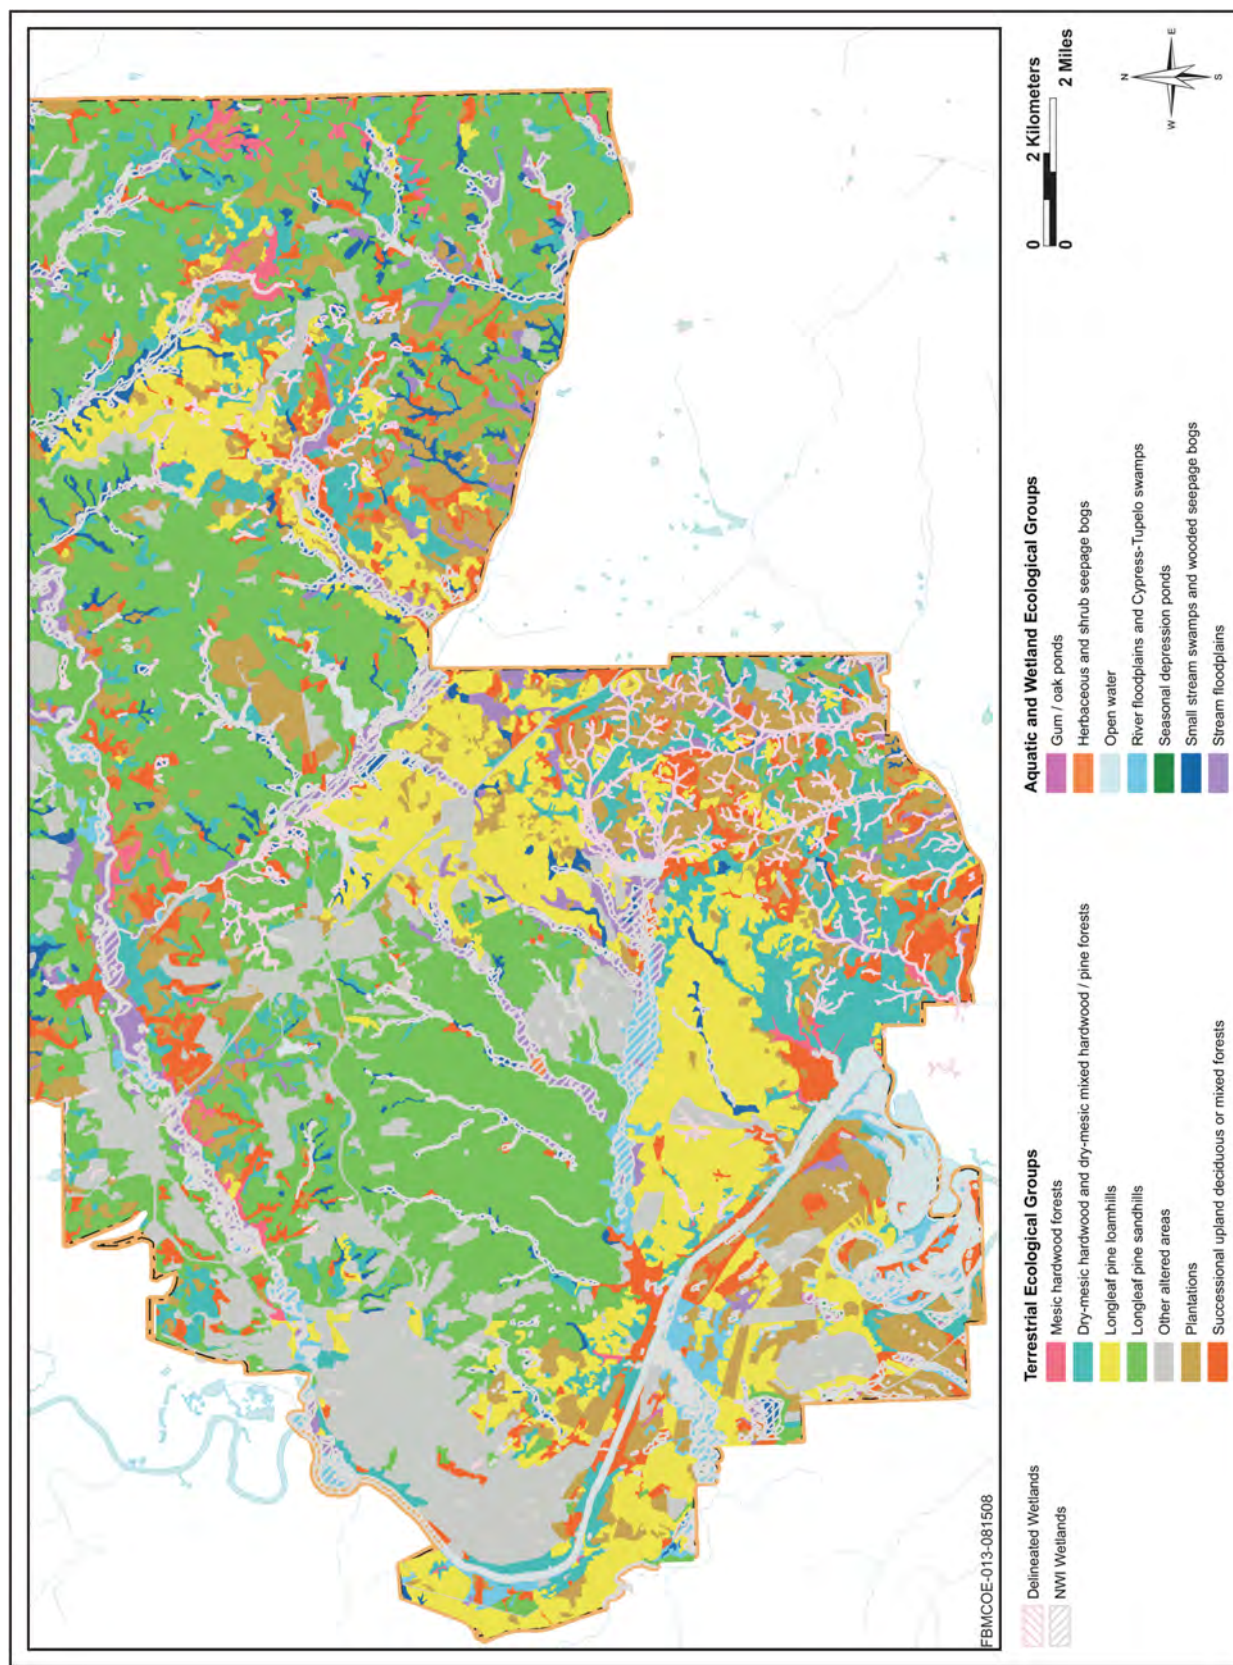 FBMCOE-013-081508
Delineated Wetlands
NWI Wetlands
Terrestrial Ecological Groups
Mesic hardwood forests
Dry-mesic hardwood and dry-mesic mixed hardwood / pine forests
Longleaf pine loamhills
Longleaf pine sandhills
Other altered areas
Plantations
Successional upland deciduous or mixed forests
Aquatic and Wetland Ecological Groups
Gum / oak ponds
Herbaceous and shrub seepage bogs
Open water
River floodplains and Cypress-Tupelo swamps
Seasonal depression ponds
Small stream swamps and wooded seepage bogs
Stream floodplains
0 2 Kilometers
0 2 Miles
N
W E
S